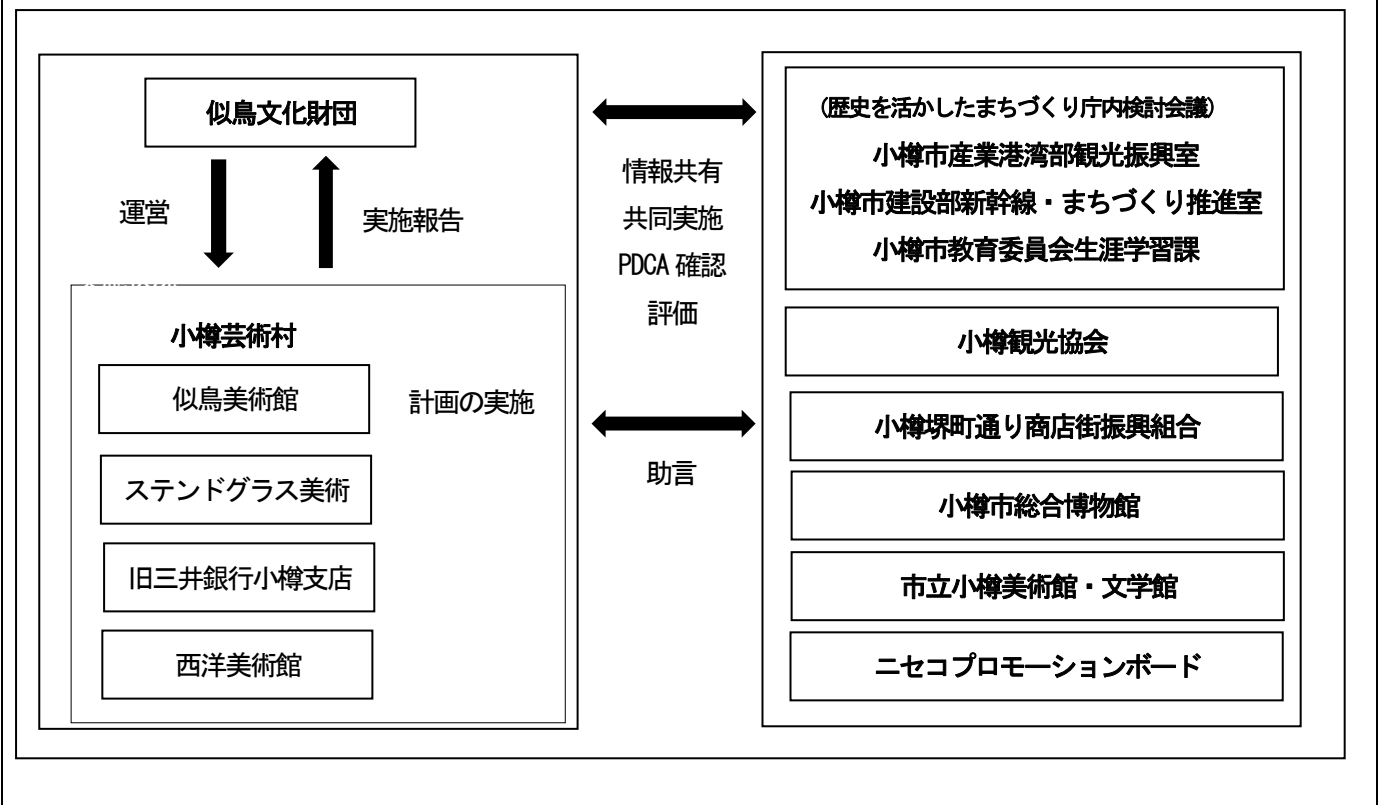 似鳥文化財団
運営
実施報告
小樽芸術村
似鳥美術館
計画の実施
ステンドグラス美術
旧三井銀行小樽支店
西洋美術館
情報共有
共同実施
PDCA 確認
評価
助言
(歴史を活かしたまちづくり庁内検討会議)
小樽市産業港湾部観光振興室
小樽市建設部新幹線・まちづくり推進室
小樽市教育委員会生涯学習課
小樽観光協会
小樽堺町通り商店街振興組合
小樽市総合博物館
市立小樽美術館・文学館
ニセコプロモーションボード